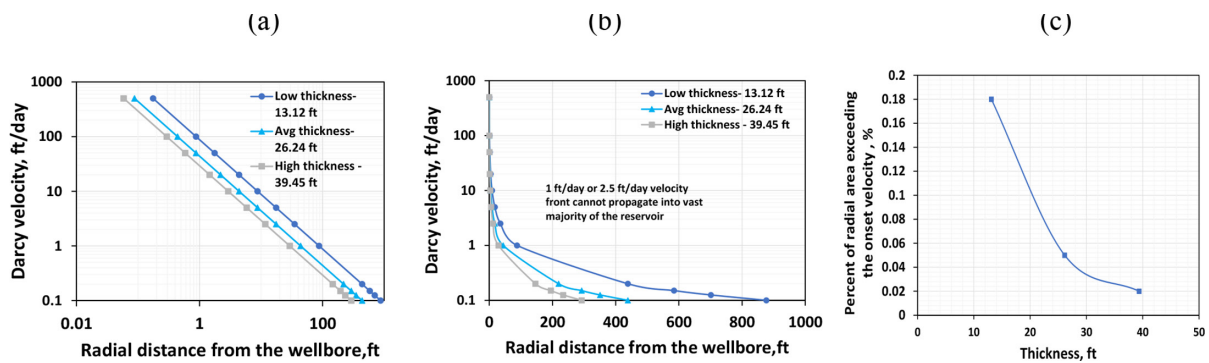 (a)
1000
100
10
1
0.1
0.01
1
100
Darcy velocity, ft/day
Radial distance from the wellbore,ft
Low thickness-
13.12 ft
Avg thickness-
26.24 ft
High thickness -
39.45 ft
(b)
1000
100
10
1
0.1
0
200
400
600
800
1000
Darcy velocity, ft/day
Radial distance from the wellbore,ft
Low thickness- 13.12 ft
Avg thickness- 26.24 ft
High thickness - 39.45 ft
1 ft/day or 2.5 ft/day velocity
front cannot propagate into vast
majority of the reservoir
(c)
0.2
0.18
0.16
0.14
0.12
0.1
0.08
0.06
0.04
0.02
0
0
10
20
30
40
50
Percent of radial area exceeding
the onset velocity , %
Thickness, ft